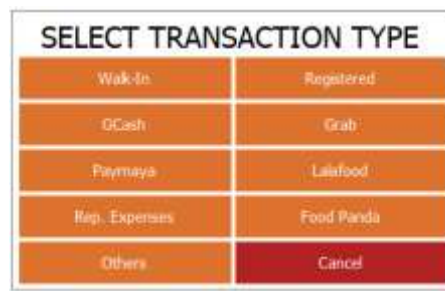 SELECT TRANSACTION TYPE
Walk-In Registered
GCash Grab
Paymaya Lalafood
Rep. Expenses Food Panda
Others Cancel